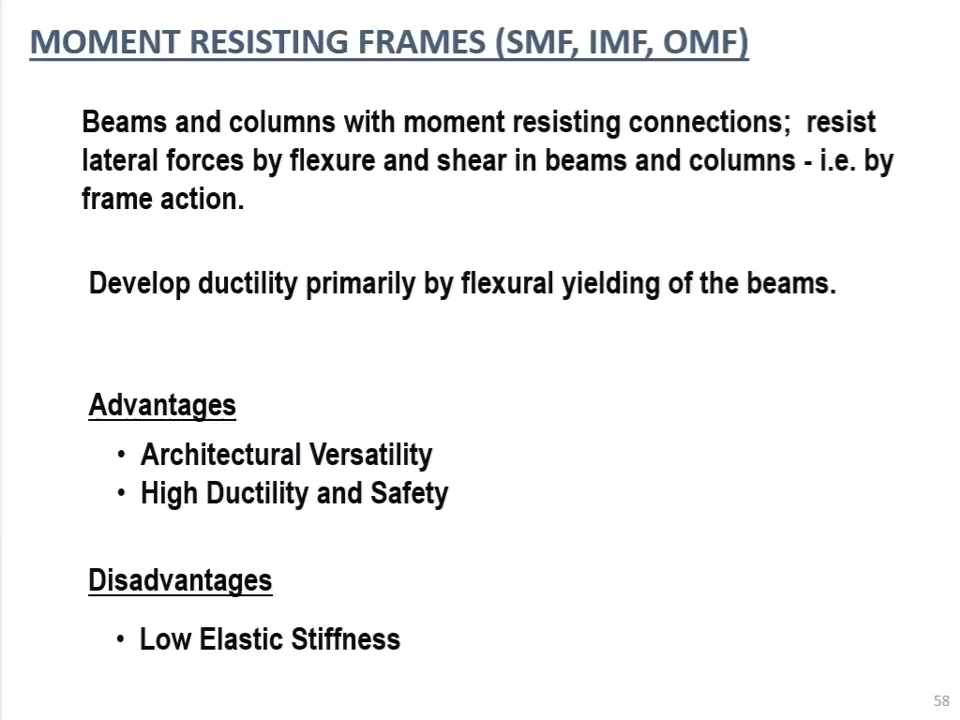 MOMENT RESISTING FRAMES (SMF, IMF, OMF)
Beams and columns with moment resisting connections; resist
lateral forces by flexure and shear in beams and columns - i.e. by
frame action.
Develop ductility primarily by flexural yielding of the beams.
Advantages
• Architectural Versatility
• High Ductility and Safety
Disadvantages
• Low Elastic Stiffness
58